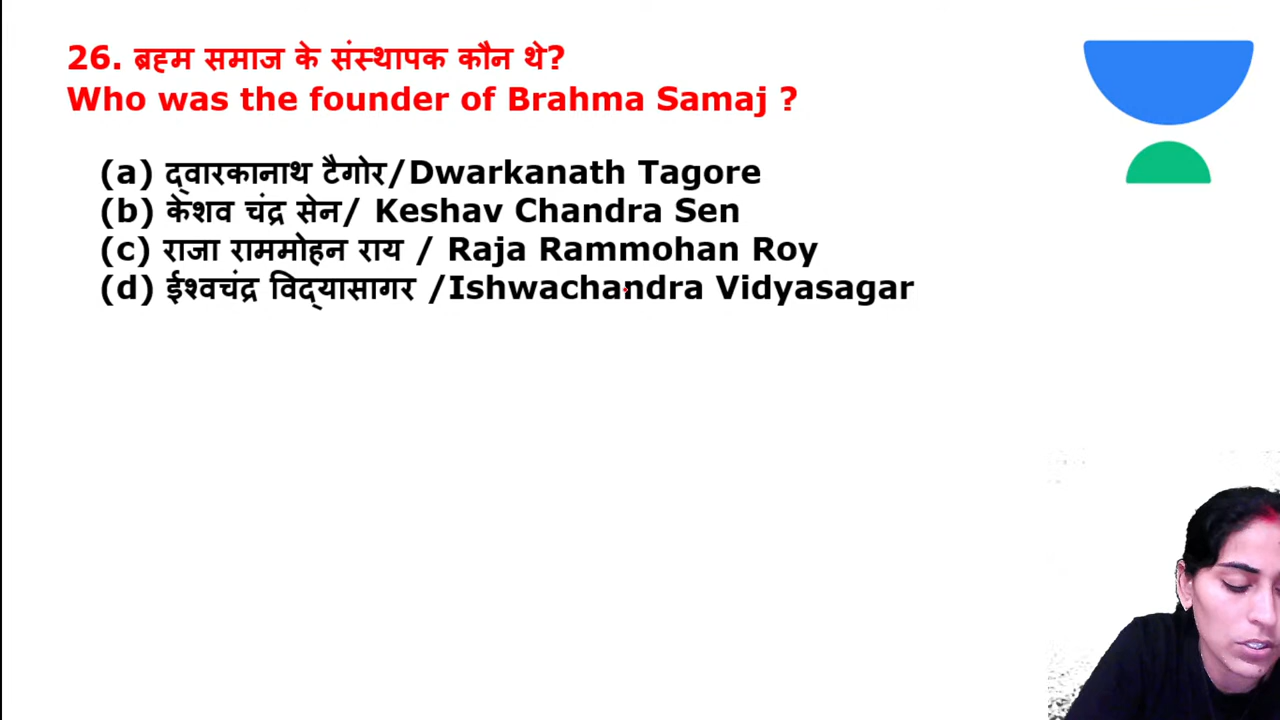 26. ब्रह्म समाज के संस्थापक कौन थे?
Who was the founder of Brahma Samaj ?
(a) द्वारकानाथ टैगोर/Dwarkanath Tagore
(b) केशव चंद्र सेन/ Keshav Chandra Sen
(c) राजा राममोहन राय / Raja Rammohan Roy
(d) ईश्वचंद्र विद्यासागर /Ishwachandra Vidyasagar